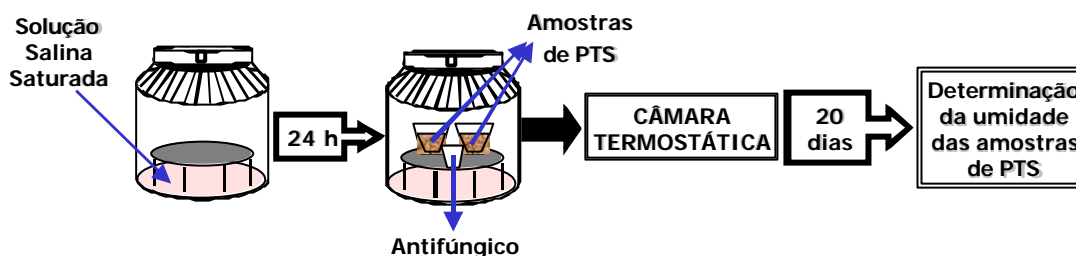 Solução
Salina
Saturada
24 h
Amostras
de PTS
Antifúngico
CÂMARA
TERMOSTÁTICA
20
dias
Determinação
da umidade
das amostras
de PTS